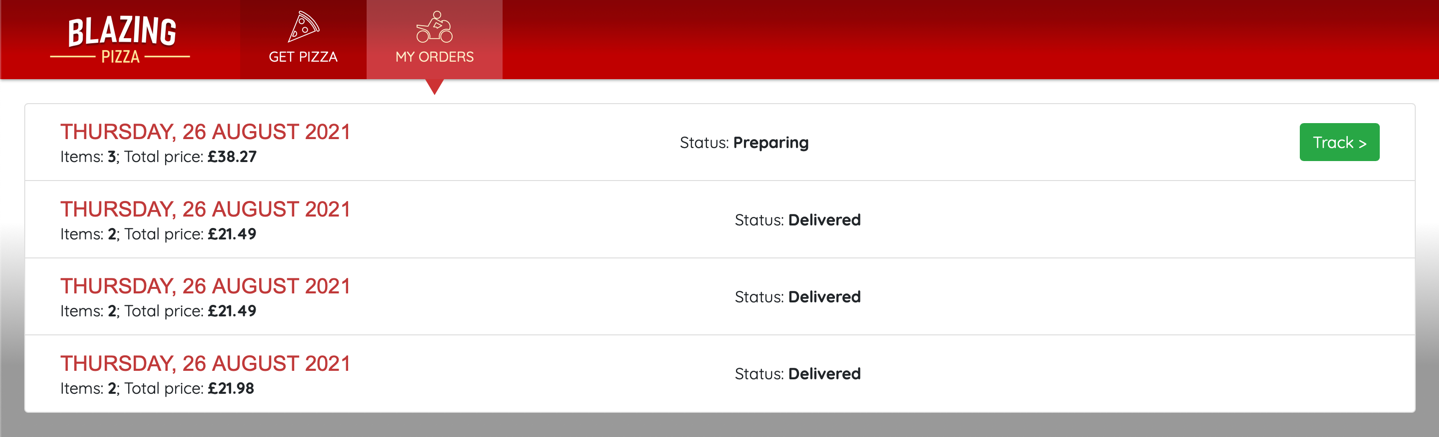 BLAZING
PIZZA
GET PIZZA
MY ORDERS
THURSDAY, 26 AUGUST 2021
Items: 3; Total price: £38.27
Status: Preparing
Track >
THURSDAY, 26 AUGUST 2021
Items: 2; Total price: £21.49
Status: Delivered
THURSDAY, 26 AUGUST 2021
Items: 2; Total price: £21.49
Status: Delivered
THURSDAY, 26 AUGUST 2021
Items: 2; Total price: £21.98
Status: Delivered